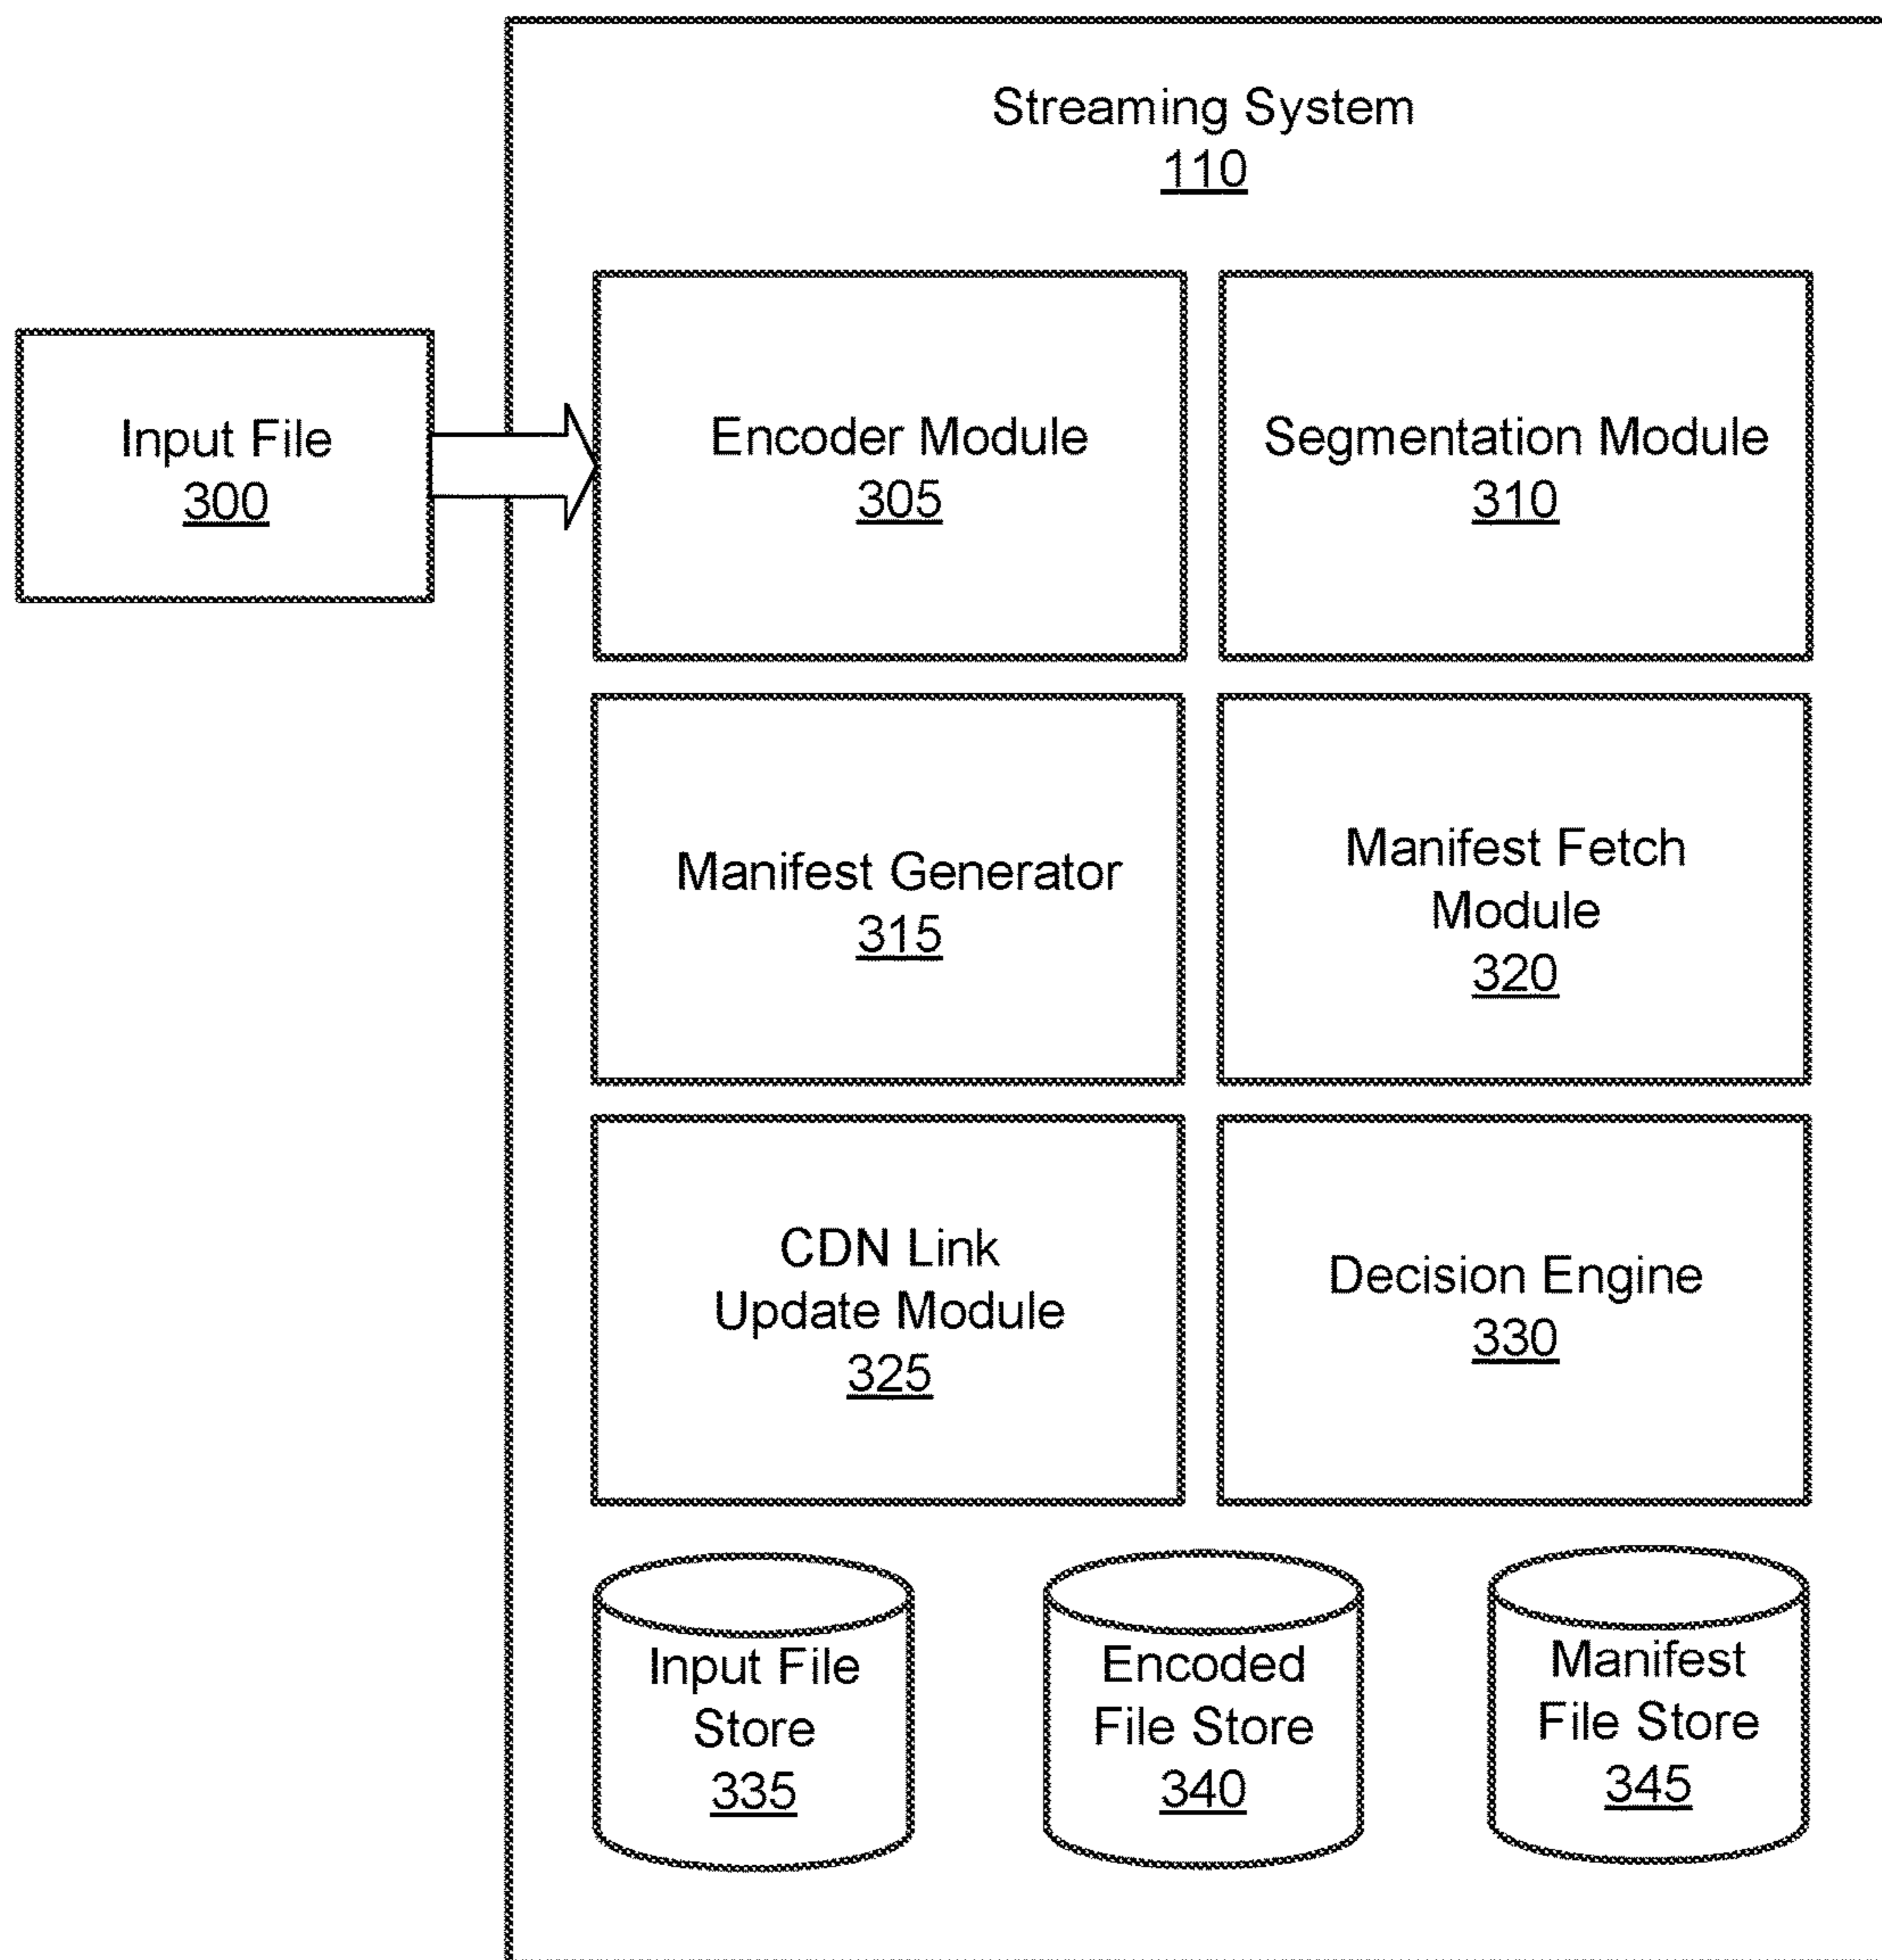 Streaming System
110
Input File
300
Encoder Module
305
Segmentation Module
310
Manifest Generator
315
Manifest Fetch
Module
320
CDN Link
Update Module
325
Decision Engine
330
Input File
Store
335
Encoded
File Store
340
Manifest
File Store
345